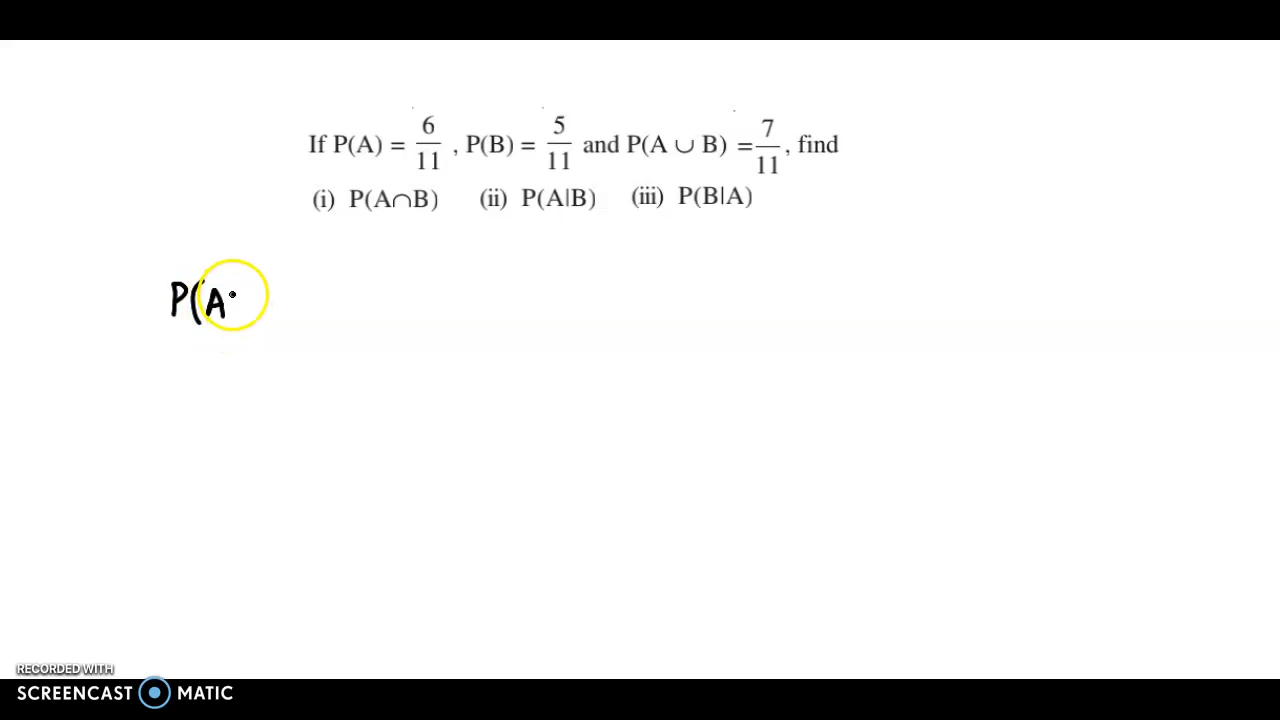 If P(A) = 6/11 , P(B) = 5/11 and P(A ∪ B) = 7/11 , find
(i) P(A∩B) (ii) P(A|B) (iii) P(B|A)
P(A
RECORDED WITH
SCREENCAST MATIC